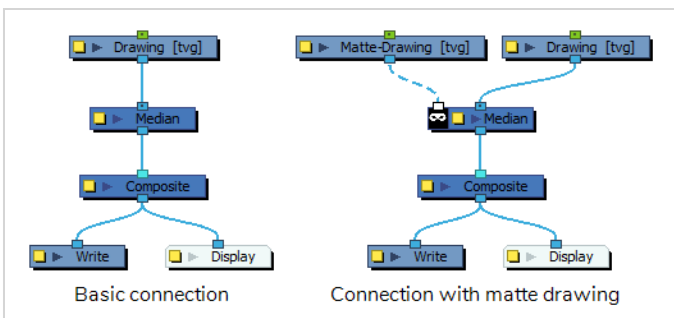 Drawing [tvg]
Median
Composite
Write
Display
Basic connection
Matte-Drawing [tvg]
Drawing [tvg]
Median
Composite
Write
Display
Connection with matte drawing